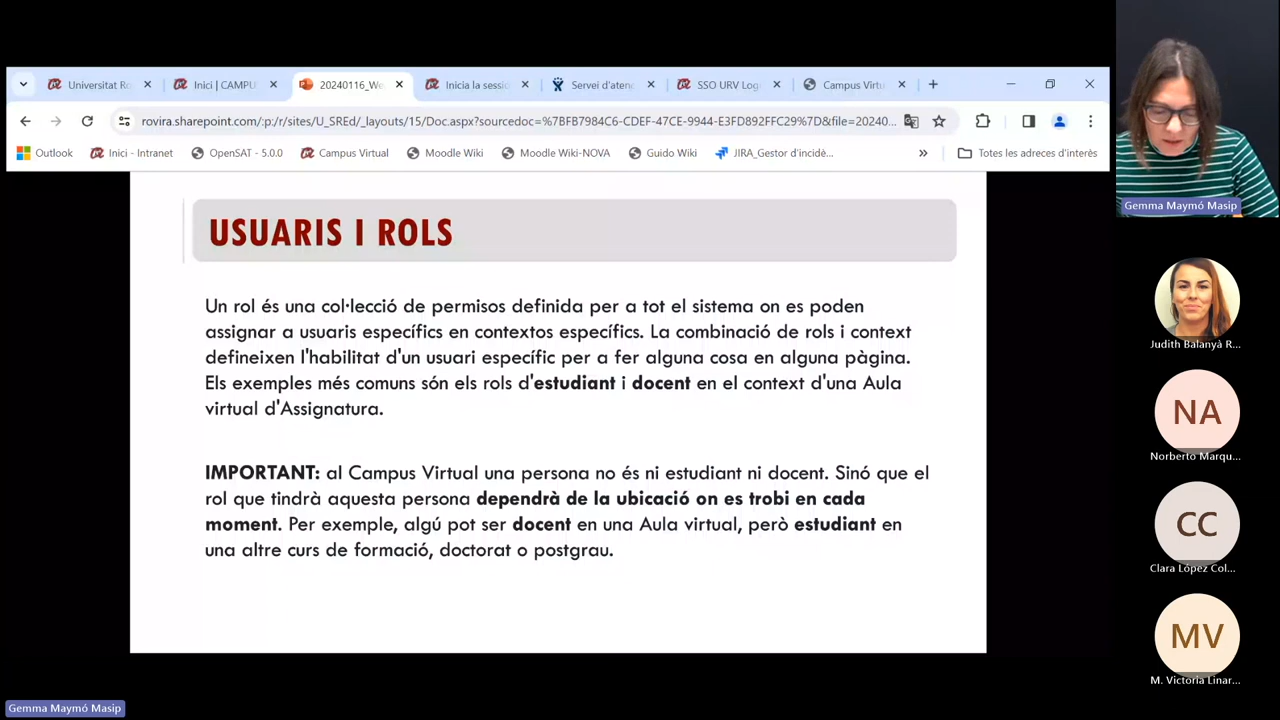 Universitat Ro
Inici | CAMPU
20240116_We
Inicia la sessió
Servei d'atenc
SSO URV Logi
Campus Virtu
rovira.sharepoint.com/:p:/r/sites/U_SREd/_layouts/15/Doc.aspx?sourcedoc=%7BFB7984C6-CDEF-47CE-9944-E3FD892FFC29%7D&file=20240...
Outlook
Inici - Intranet
OpenSAT - 5.0.0
Campus Virtual
Moodle Wiki
Moodle Wiki-NOVA
Guido Wiki
JIRA_Gestor d'incidè...
Totes les adreces d'interès
USUARIS I ROLS
Un rol és una col·lecció de permisos definida per a tot el sistema on es poden
assignar a usuaris específics en contextos específics. La combinació de rols i context
defineixen l'habilitat d'un usuari específic per a fer alguna cosa en alguna pàgina.
Els exemples més comuns són els rols d'estudiant i docent en el context d'una Aula
virtual d'Assignatura.
IMPORTANT: al Campus Virtual una persona no és ni estudiant ni docent. Sinó que el
rol que tindrà aquesta persona dependrà de la ubicació on es trobi en cada
moment. Per exemple, algú pot ser docent en una Aula virtual, però estudiant en
una altre curs de formació, doctorat o postgrau.
Gemma Maymó Masip
Judith Balanyà R...
NA
Norberto Marqu...
CC
Clara López Col...
MV
M. Victoria Linar...
Gemma Maymó Masip